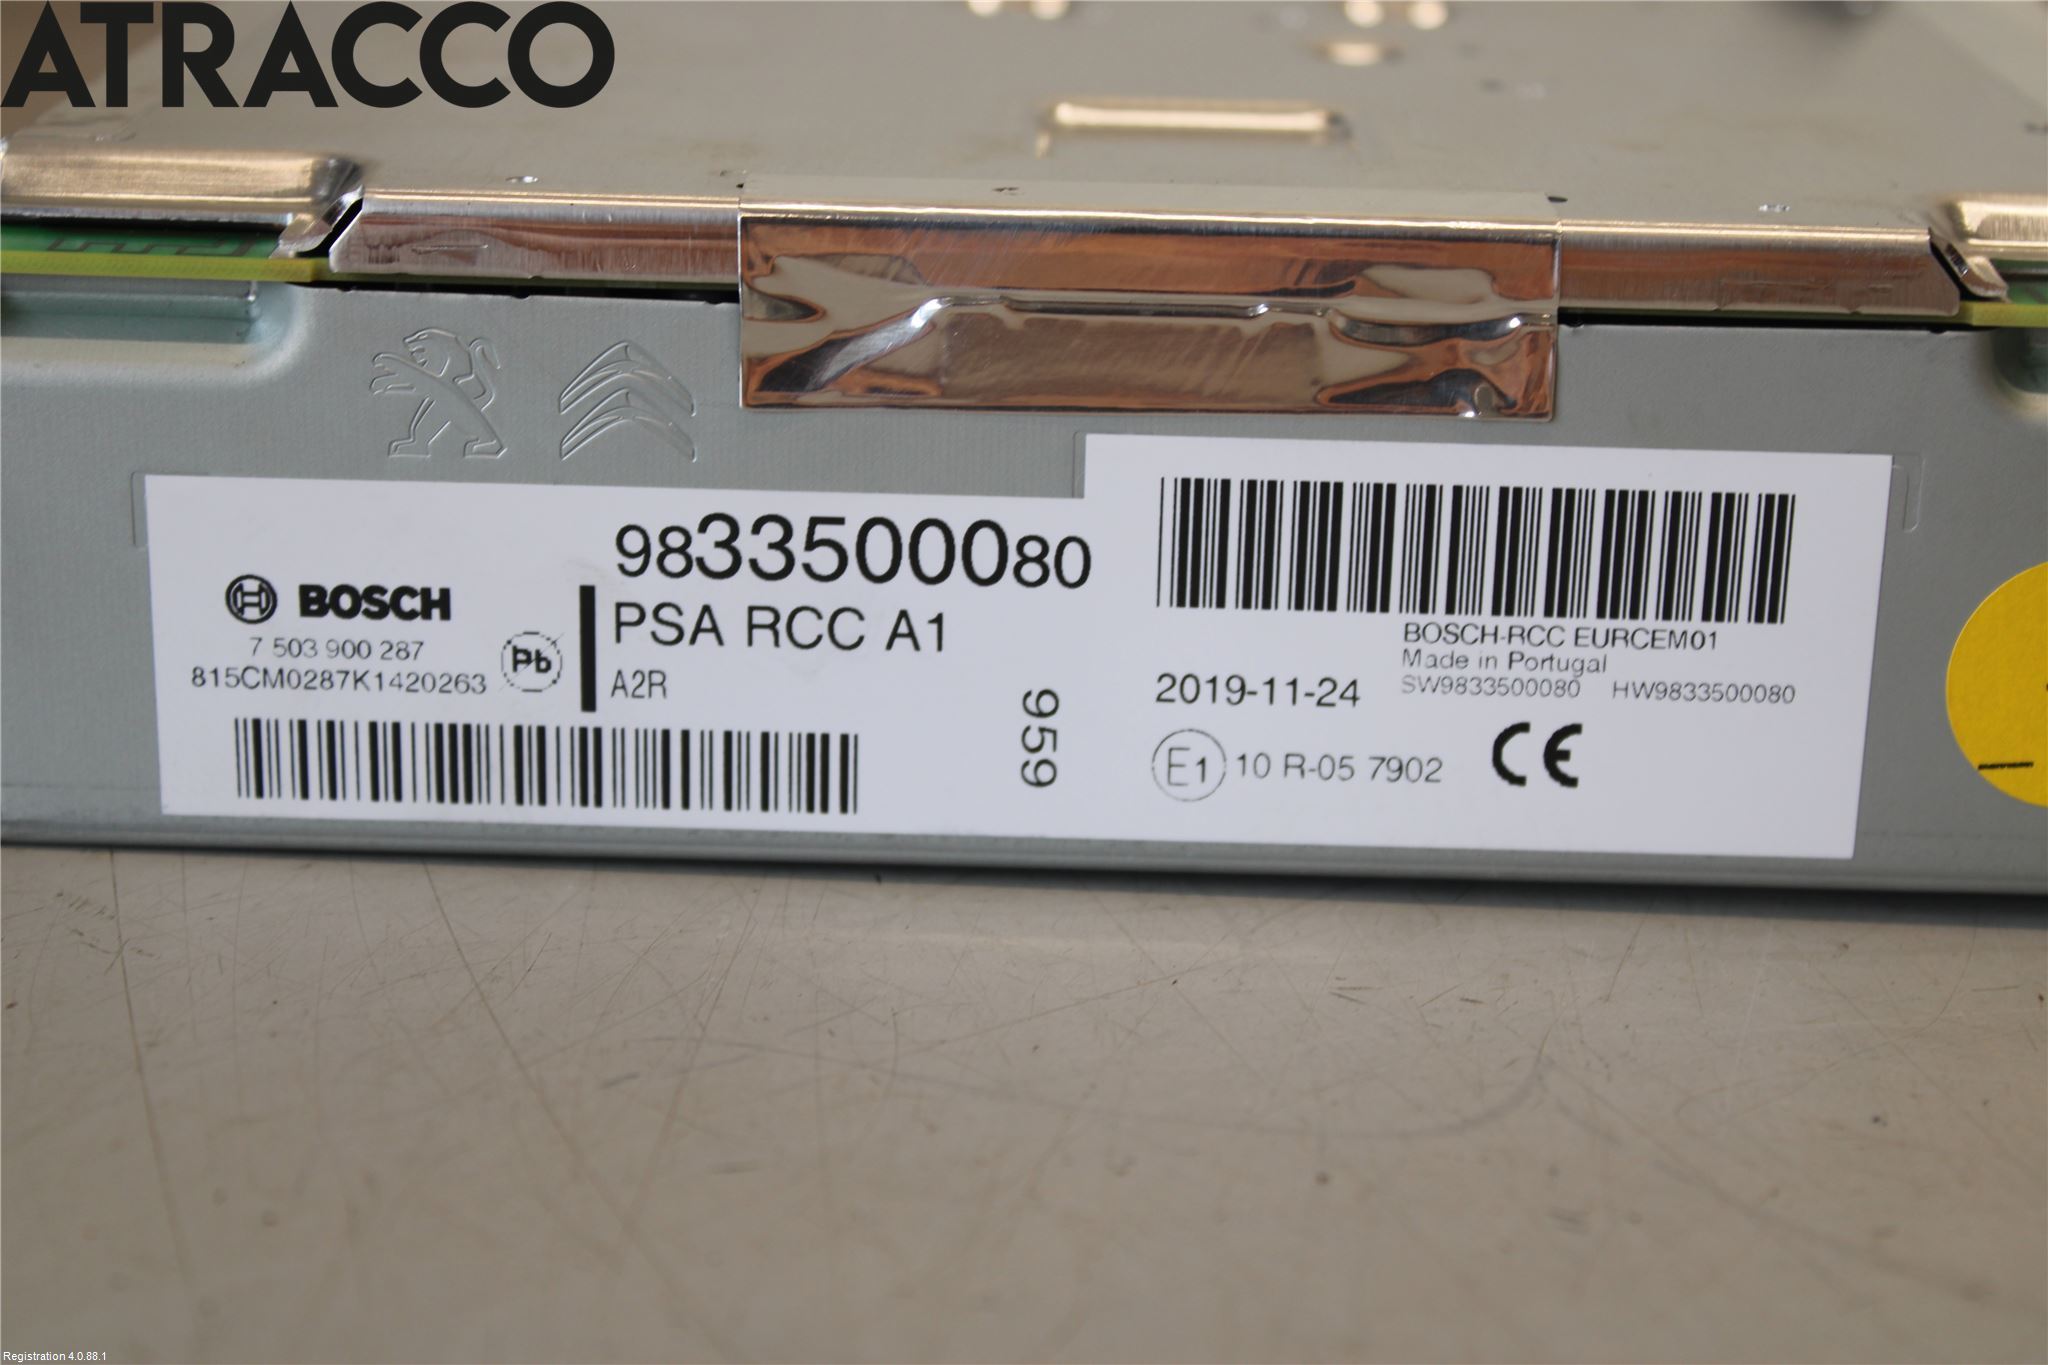 ATRACCO
9833500080
BOSCH
PSA RCC A1
7 503 900 287
Pb
815CM0287K1420263
A2R
959
BOSCH-RCC EURCEM01
Made in Portugal
2019-11-24
SW9833500080 HW9833500080
E1 10 R-05 7902 CE
Registration 4.0.88.1